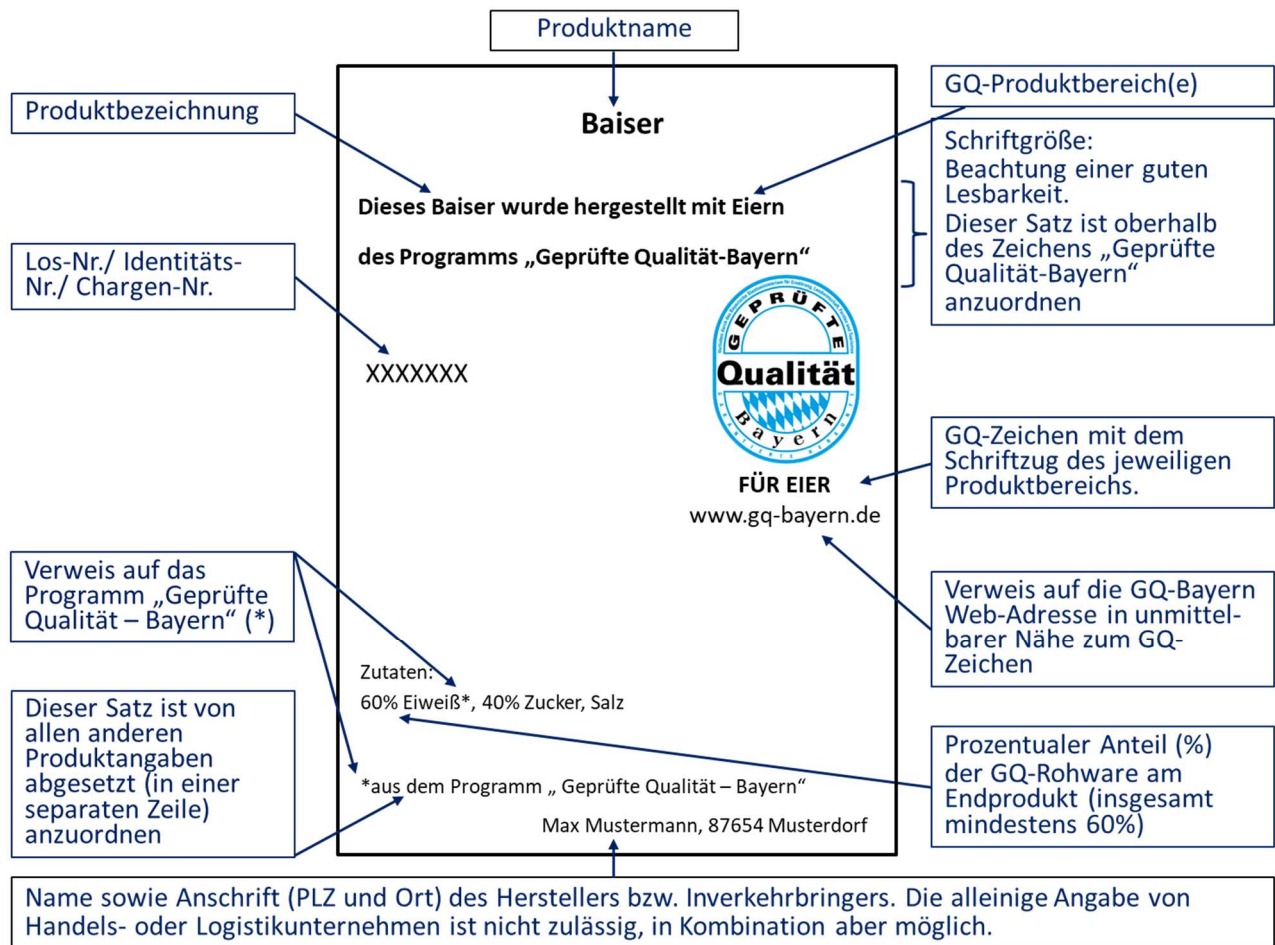 Produktname
Produktbezeichnung
GQ-Produktbereich(e)
Baiser
Schriftgröße:
Beachtung einer guten
Lesbarkeit.
Dieser Satz ist oberhalb
des Zeichens „Geprüfte
Qualität-Bayern“
anzuordnen
Dieses Baiser wurde hergestellt mit Eiern
des Programms „Geprüfte Qualität-Bayern“
Los-Nr./ Identitäts-
Nr./ Chargen-Nr.
XXXXXXX
GEPRÜFTE
Qualität
Bayern
FÜR EIER
www.gq-bayern.de
GQ-Zeichen mit dem
Schriftzug des jeweiligen
Produktbereichs.
Verweis auf das
Programm „Geprüfte
Qualität – Bayern“ (*)
Verweis auf die GQ-Bayern
Web-Adresse in unmittel-
barer Nähe zum GQ-
Zeichen
Zutaten:
60% Eiweiß*, 40% Zucker, Salz
Dieser Satz ist von
allen anderen
Produktangaben
abgesetzt (in einer
separaten Zeile)
anzuordnen
Prozentualer Anteil (%)
der GQ-Rohware am
Endprodukt (insgesamt
mindestens 60%)
*aus dem Programm „ Geprüfte Qualität – Bayern“
Max Mustermann, 87654 Musterdorf
Name sowie Anschrift (PLZ und Ort) des Herstellers bzw. Inverkehrbringers. Die alleinige Angabe von
Handels- oder Logistikunternehmen ist nicht zulässig, in Kombination aber möglich.